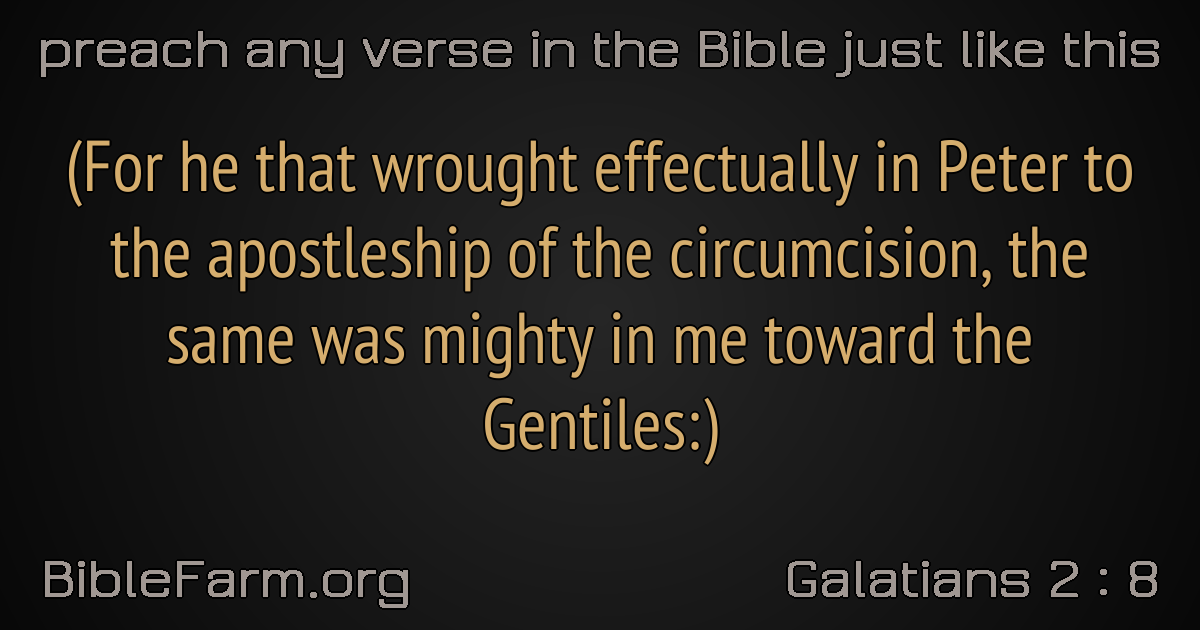 preach any verse in the Bible just like this
(For he that wrought effectually in Peter to
the apostleship of the circumcision, the
same was mighty in me toward the
Gentiles:)
BibleFarm.org
Galatians 2 : 8